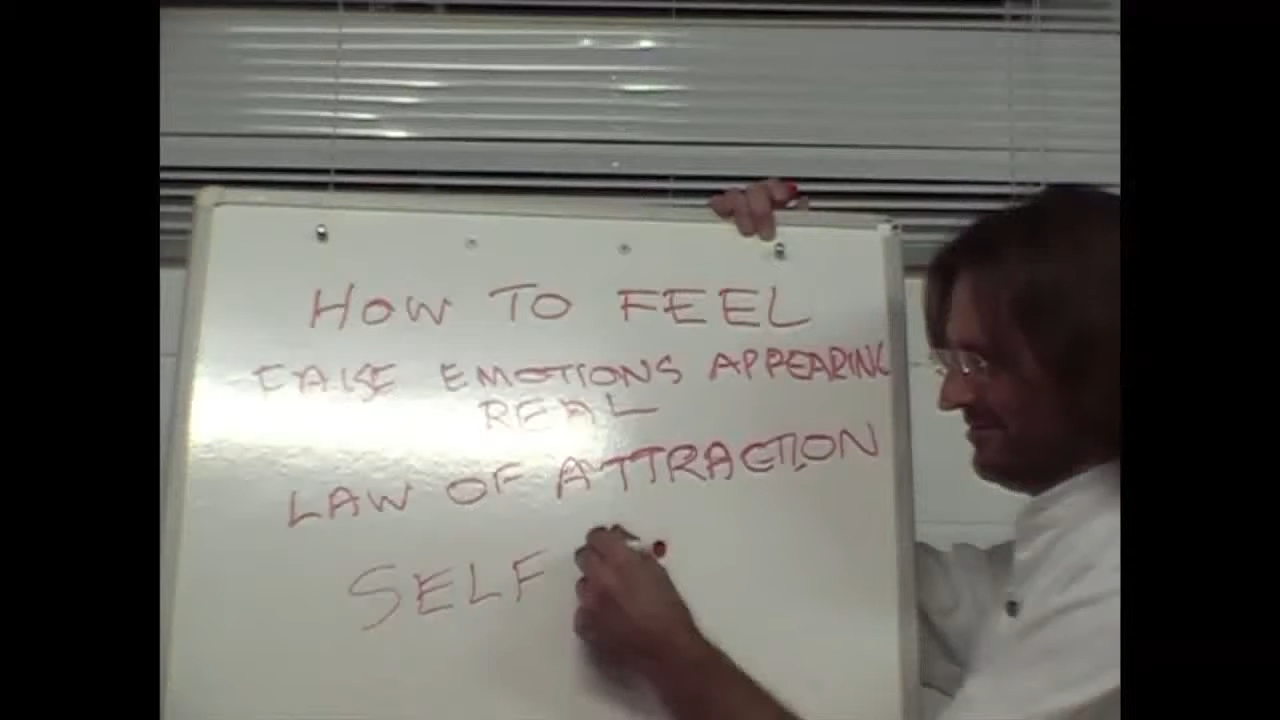 HOW TO FEEL
FALSE EMOTIONS APPEARING
REAL
LAW OF ATTRACTION
SELF